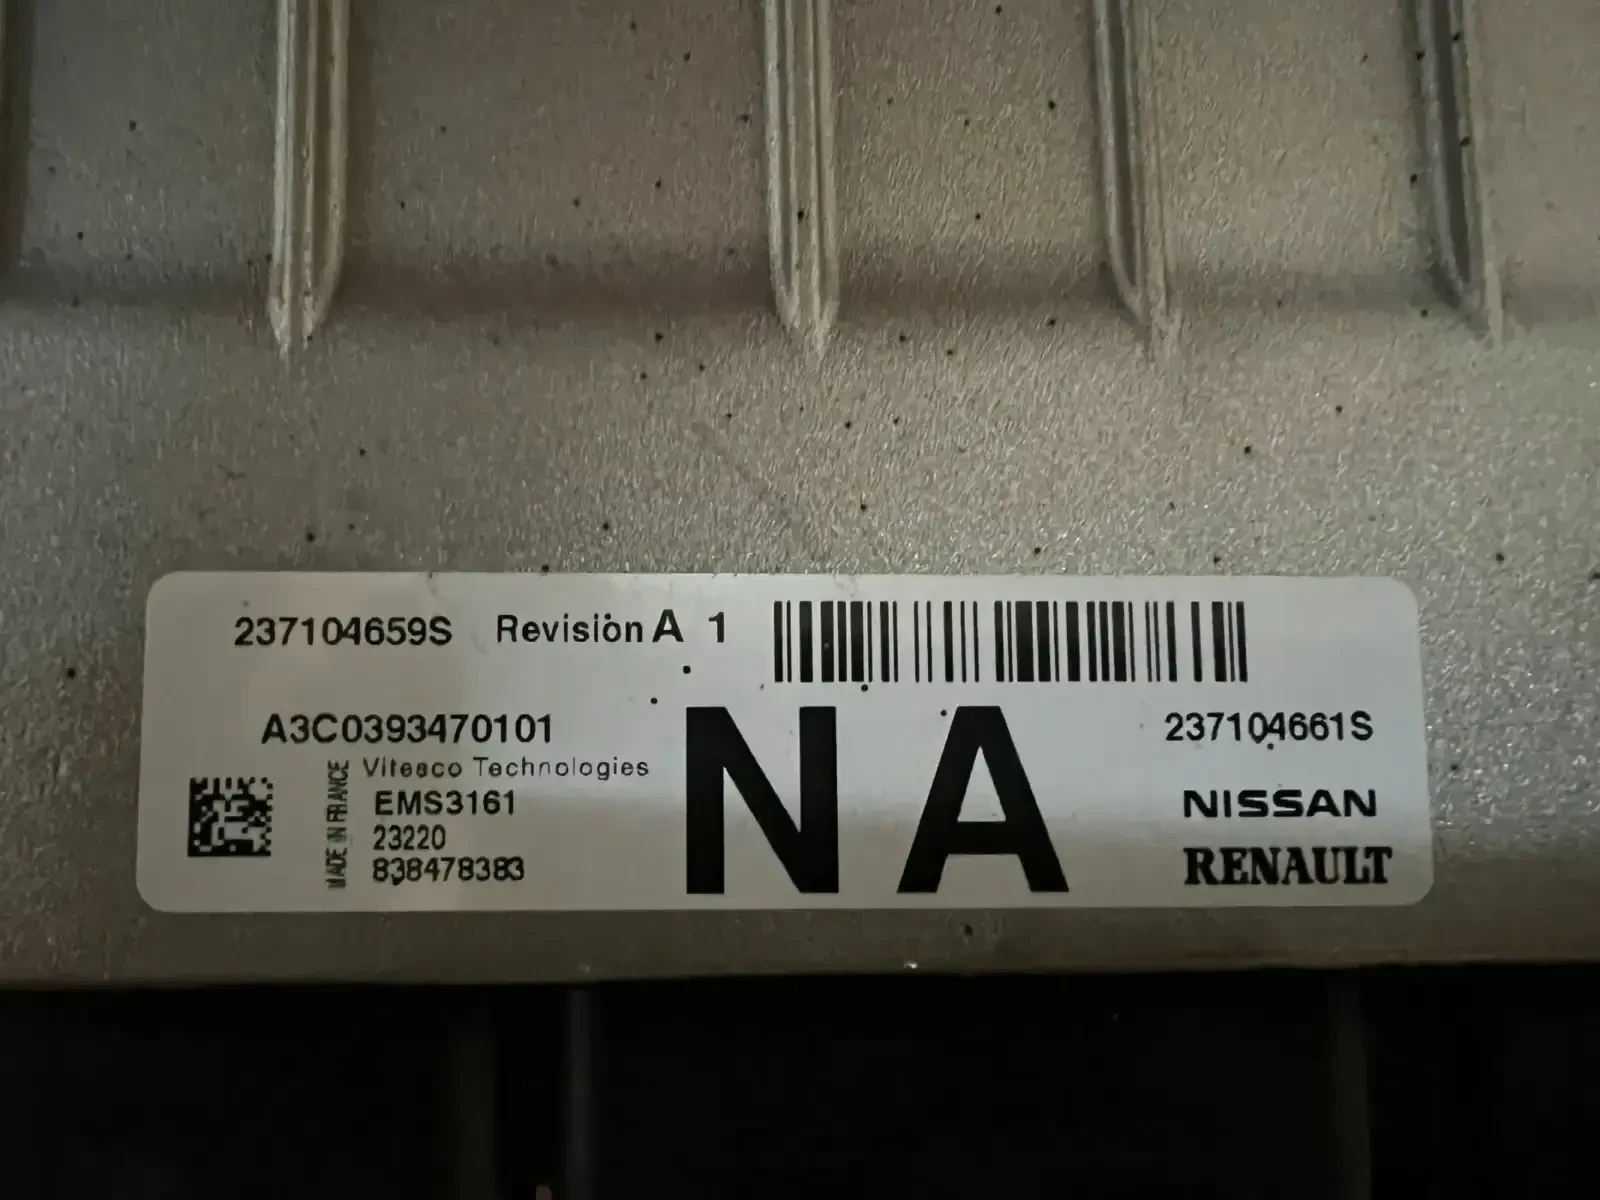 237104659S Revision A 1
A3C0393470101
237104661S
MADE IN FRANCE
Vitesco Technologies
EMS3161
23220
838478383
NA
NISSAN
RENAULT